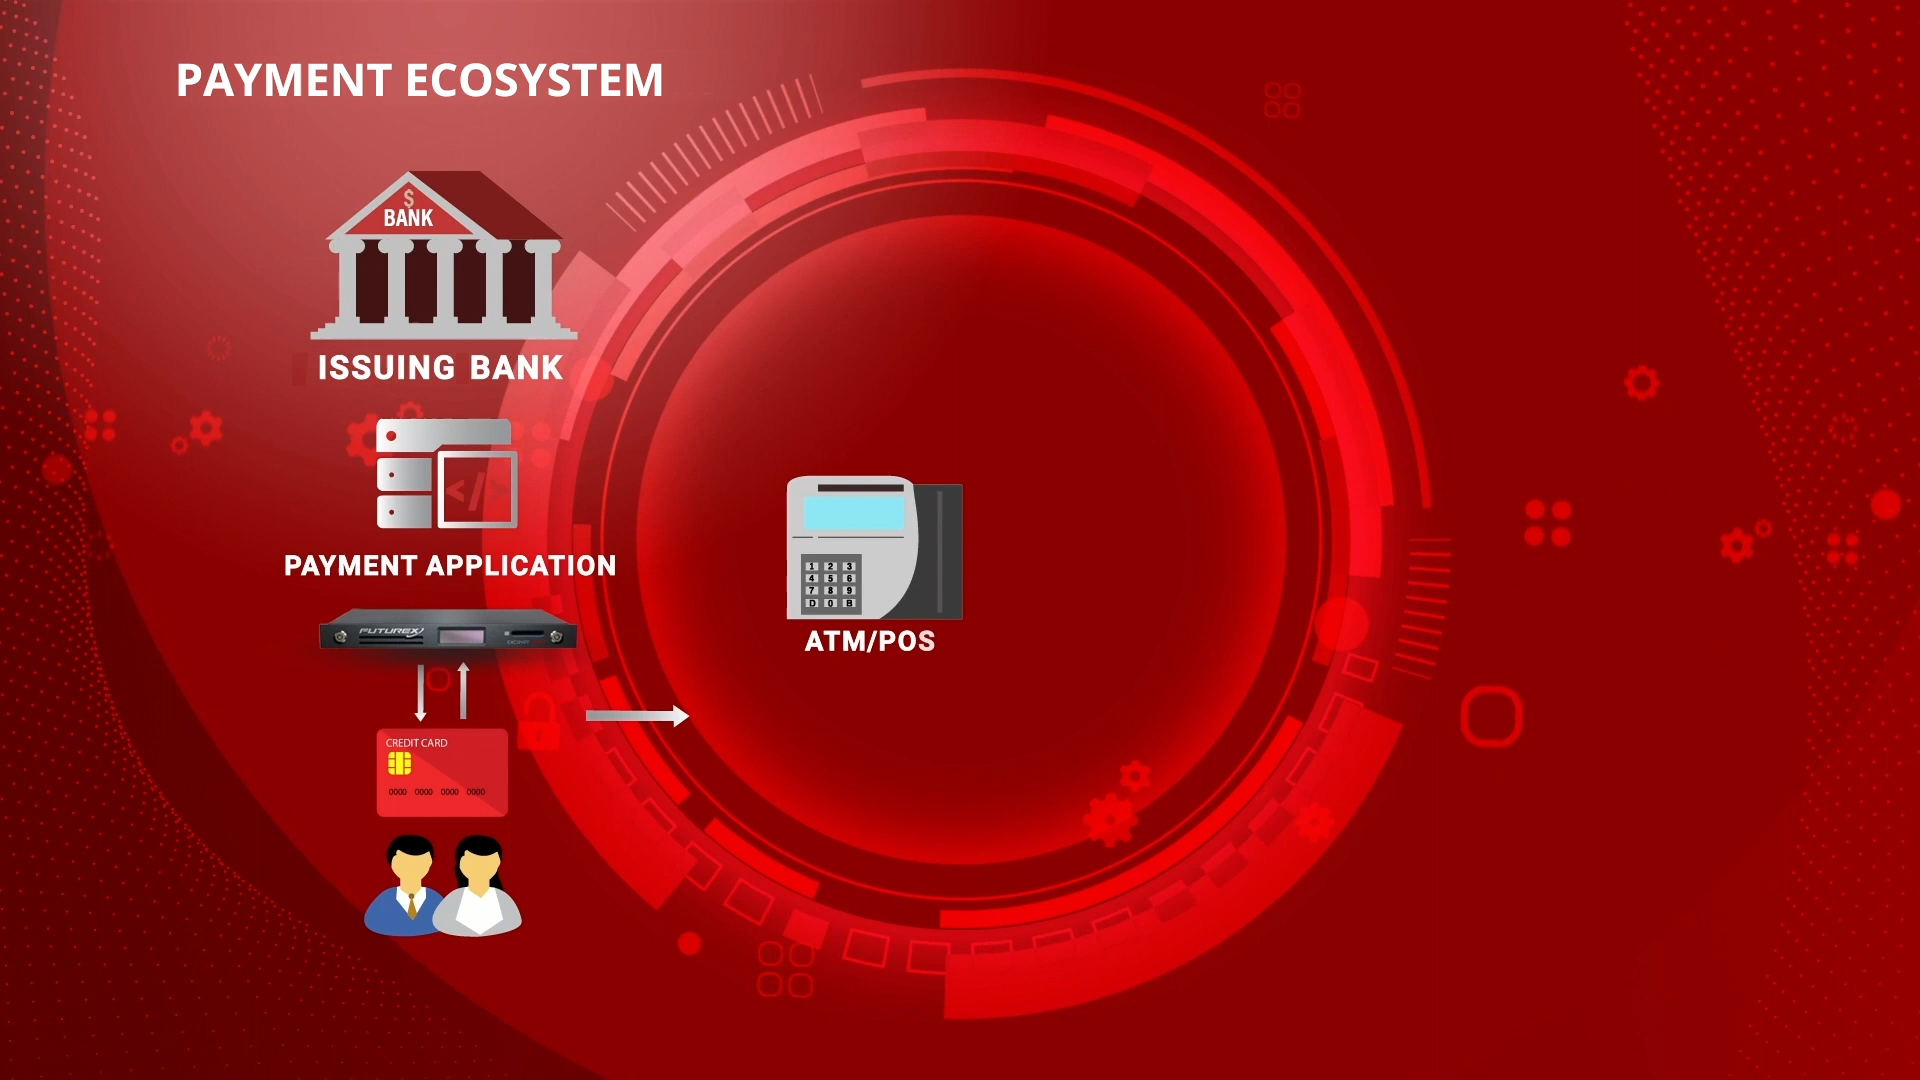 PAYMENT ECOSYSTEM
$
BANK
ISSUING BANK
</>
PAYMENT APPLICATION
FUTUREX
CREDIT CARD
0000 0000 0000 0000
1 2 3
4 5 6
7 8 9
D 0 B
ATM/POS